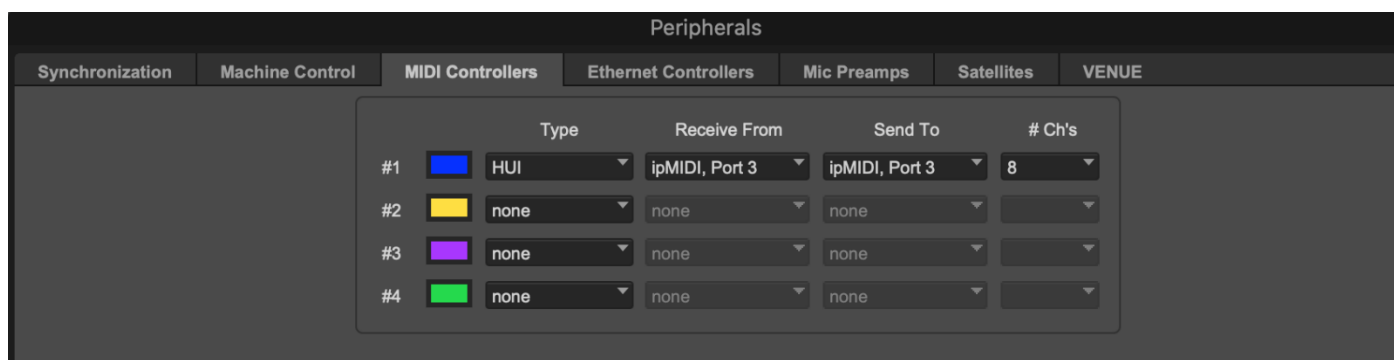 Peripherals
Synchronization Machine Control MIDI Controllers Ethernet Controllers Mic Preamps Satellites VENUE
Type Receive From Send To # Ch's
#1 HUI ipMIDI, Port 3 ipMIDI, Port 3 8
#2 none none none
#3 none none none
#4 none none none